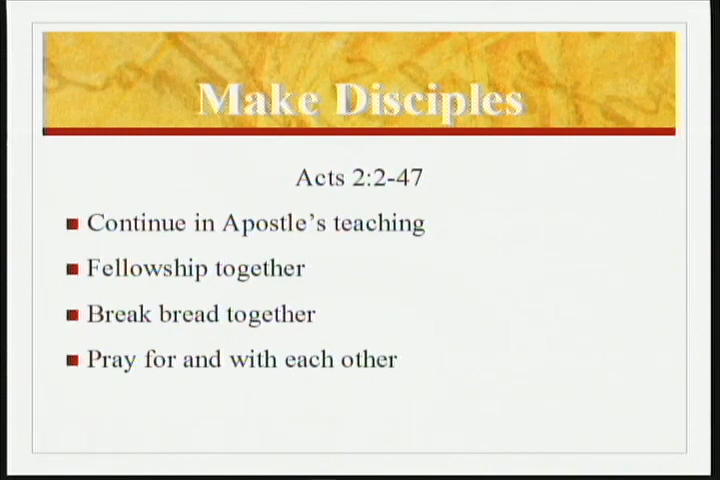 Make Disciples
Acts 2:2-47
Continue in Apostle's teaching
Fellowship together
Break bread together
Pray for and with each other